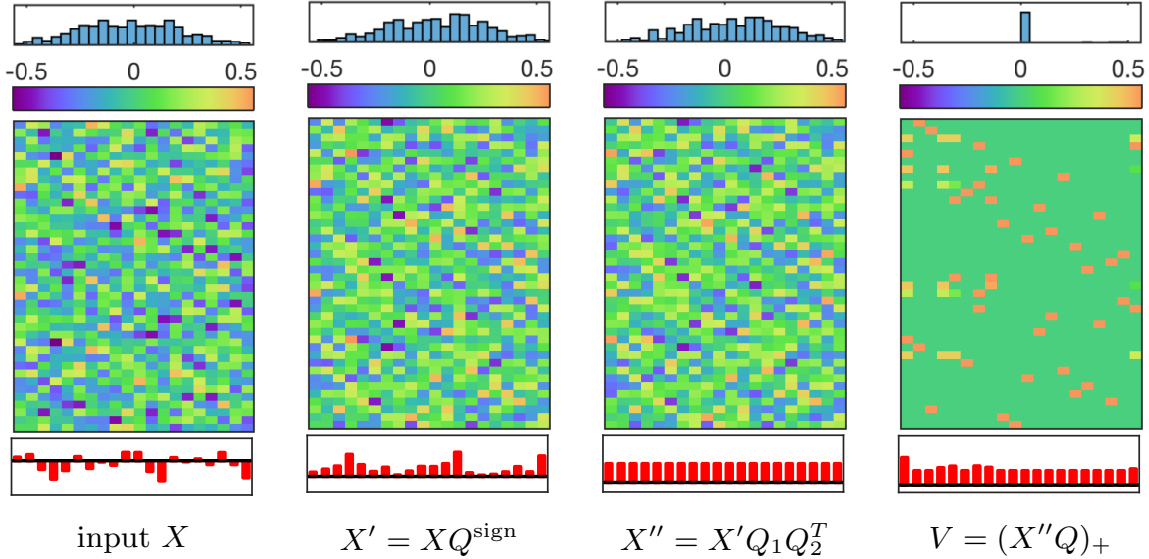 -0.5 0 0.5 -0.5 0 0.5 -0.5 0 0.5 -0.5 0 0.5
input X X′ = XQ^sign X″ = X′Q₁Q₂ᵀ V = (X″Q)₊